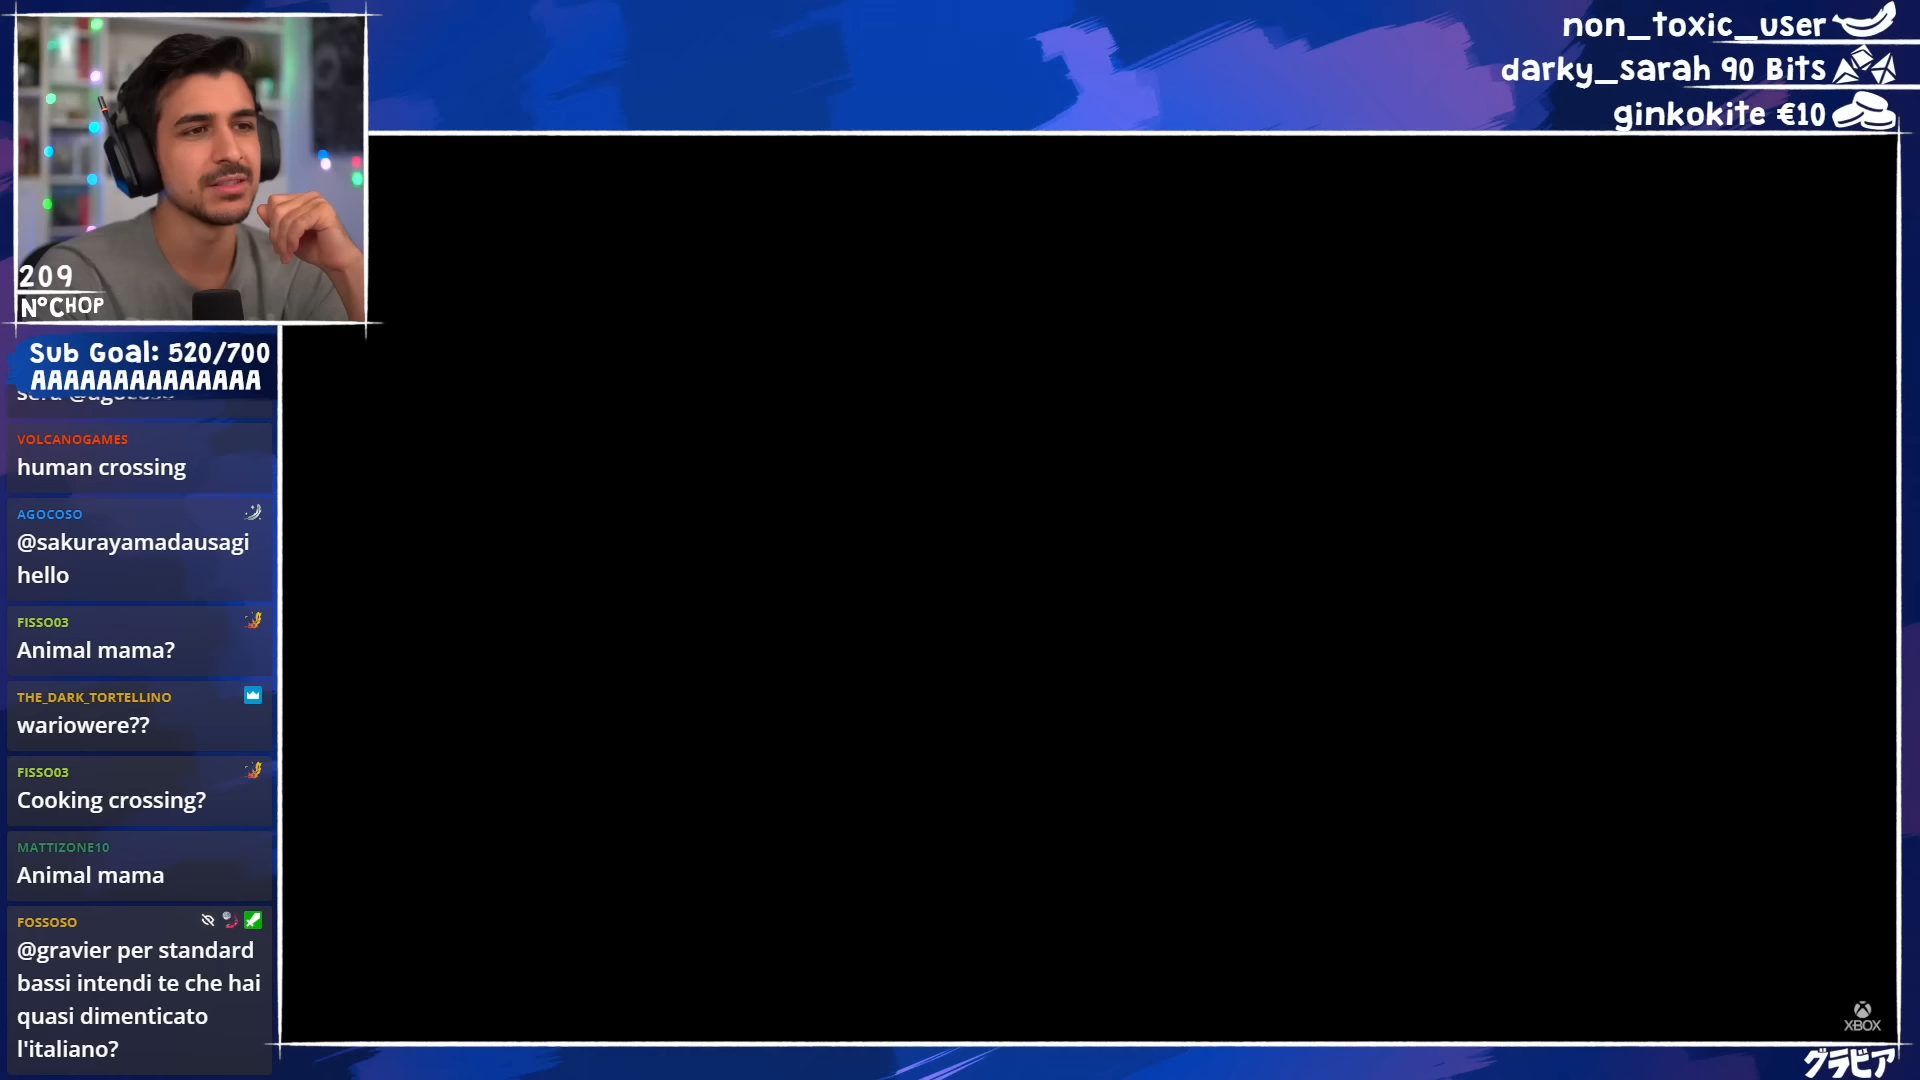 non_toxic_user
darky_sarah 90 Bits
ginkokite €10
209
N°CHOP
Sub Goal: 520/700
AAAAAAAAAAAAAA
VOLCANOGAMES
human crossing
AGOCOSO
@sakurayamadausagi
hello
FISSO03
Animal mama?
THE_DARK_TORTELLINO
wariowere??
FISSO03
Cooking crossing?
MATTIZONE10
Animal mama
FOSSOSO
@gravier per standard
bassi intendi te che hai
quasi dimenticato
l'italiano?
XBOX
グラビア